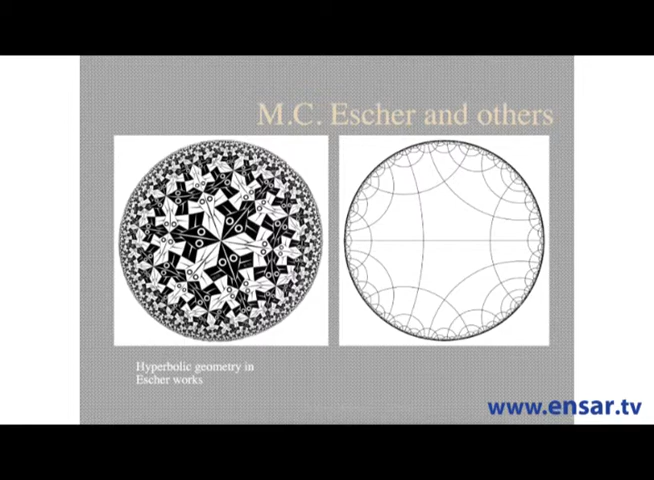 M.C. Escher and others
Hyperbolic geometry in
Escher works
www.ensar.tv